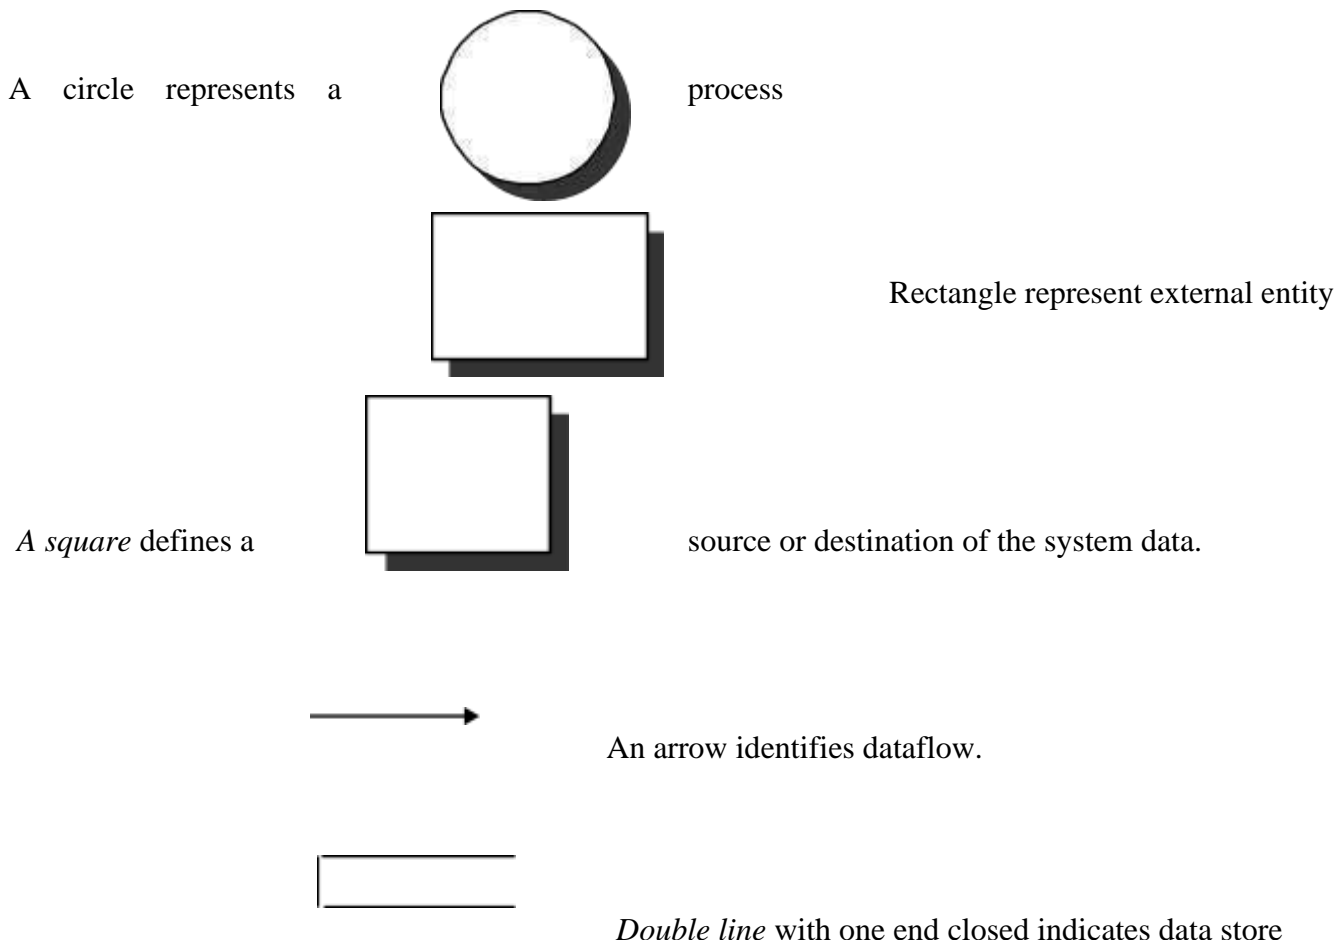 A circle represents a process
Rectangle represent external entity
A square defines a source or destination of the system data.
An arrow identifies dataflow.
Double line with one end closed indicates data store